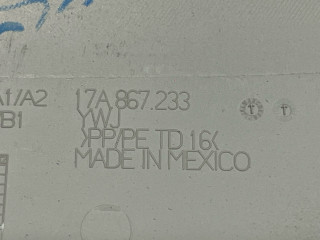 A1/A2 17A 867.233
/B1 YWJ
>PP/PE TD 16<
MADE IN MEXICO